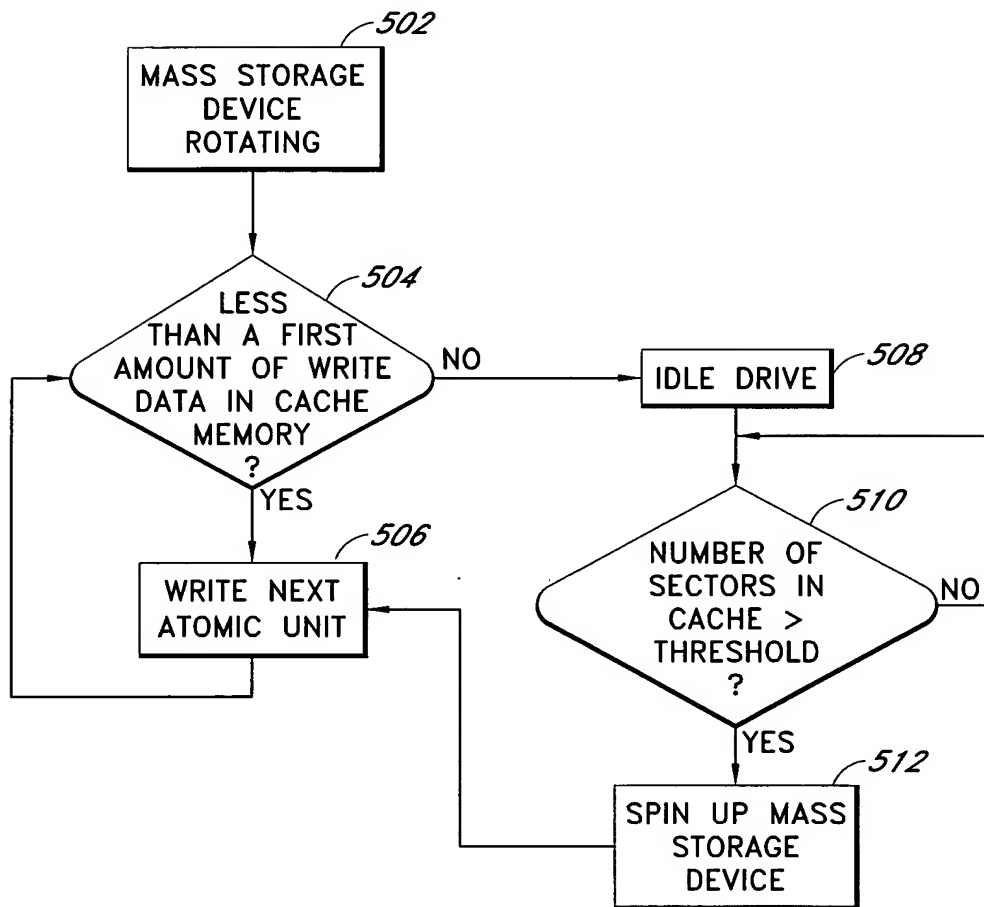 502
MASS STORAGE
DEVICE
ROTATING
504
LESS
THAN A FIRST
AMOUNT OF WRITE
DATA IN CACHE
MEMORY
?
NO
YES
508
IDLE DRIVE
506
WRITE NEXT
ATOMIC UNIT
510
NUMBER OF
SECTORS IN
CACHE >
THRESHOLD
?
NO
YES
512
SPIN UP MASS
STORAGE
DEVICE